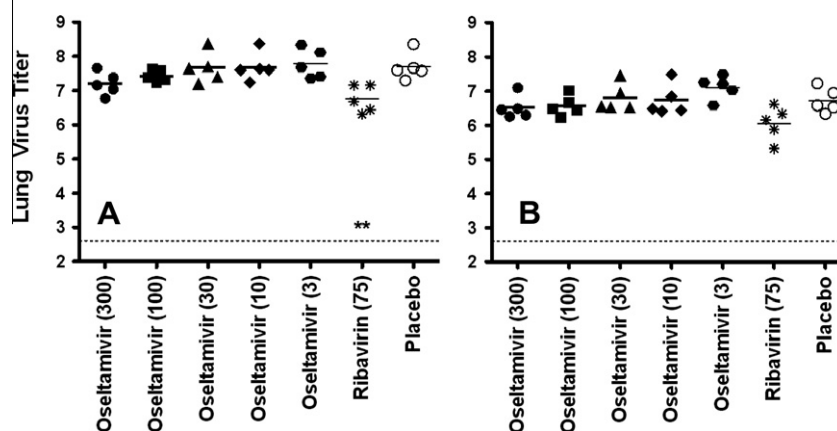 Lung Virus Titer
9
8
7
6
5
4
3
2
A
**
Oseltamivir (300)
Oseltamivir (100)
Oseltamivir (30)
Oseltamivir (10)
Oseltamivir (3)
Ribavirin (75)
Placebo
9
8
7
6
5
4
3
2
B
Oseltamivir (300)
Oseltamivir (100)
Oseltamivir (30)
Oseltamivir (10)
Oseltamivir (3)
Ribavirin (75)
Placebo